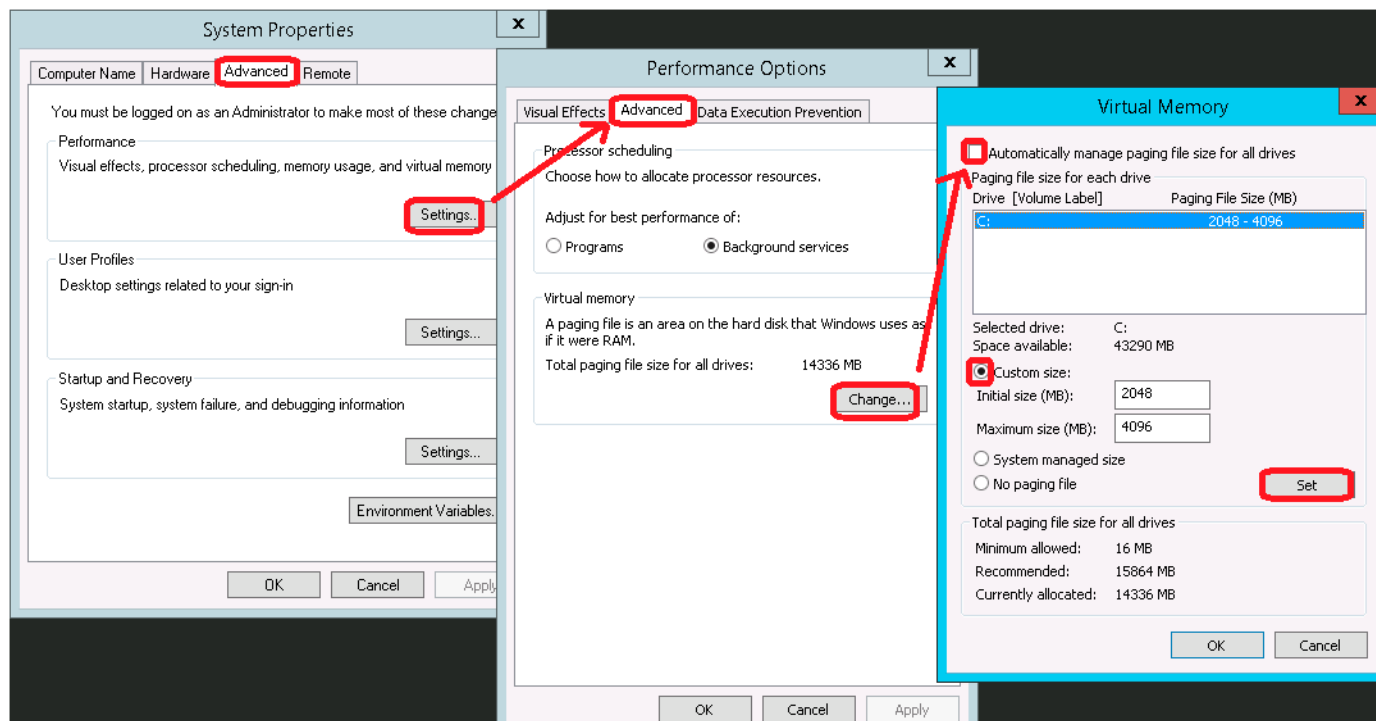 System Properties
x
Computer Name
Hardware
Advanced
Remote
You must be logged on as an Administrator to make most of these change
Performance
Visual effects, processor scheduling, memory usage, and virtual memory
Settings..
User Profiles
Desktop settings related to your sign-in
Settings...
Startup and Recovery
System startup, system failure, and debugging information
Settings...
Environment Variables.
OK
Cancel
Apply
Performance Options
x
Visual Effects
Advanced
Data Execution Prevention
Processor scheduling
Choose how to allocate processor resources.
Adjust for best performance of:
Programs
Background services
Virtual memory
A paging file is an area on the hard disk that Windows uses as
if it were RAM.
Total paging file size for all drives: 14336 MB
Change...
OK
Cancel
Apply
Virtual Memory
x
Automatically manage paging file size for all drives
Paging file size for each drive
Drive [Volume Label] Paging File Size (MB)
C: 2048 - 4096
Selected drive: C:
Space available: 43290 MB
Custom size:
Initial size (MB): 2048
Maximum size (MB): 4096
System managed size
No paging file
Set
Total paging file size for all drives
Minimum allowed: 16 MB
Recommended: 15864 MB
Currently allocated: 14336 MB
OK
Cancel